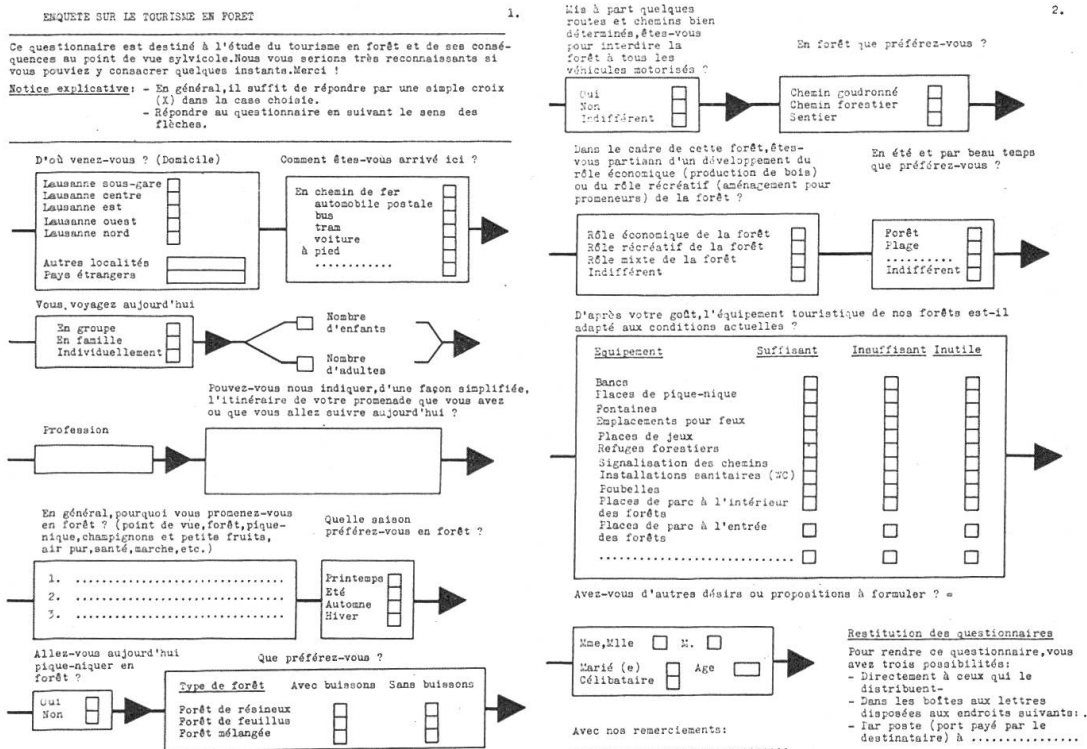 ENQUETE SUR LE TOURISME EN FORET
1.
Ce questionnaire est destiné à l'étude du tourisme en forêt et de ses consé-
quences au point de vue sylvicole.Nous vous serions très reconnaissants si
vous pouviez y consacrer quelques instants.Merci !
Notice explicative: - En général,il suffit de répondre par une simple croix
(X) dans la case choisie.
- Répondre au questionnaire en suivant le sens des
flèches.
D'où venez-vous ? (Domicile)
Lausanne sous-gare
Lausanne centre
Lausanne est
Lausanne ouest
Lausanne nord
Autres localités
Pays étrangers
Comment êtes-vous arrivé ici ?
En chemin de fer
automobile postale
bus
tram
voiture
à pied
............
Vous voyagez aujourd'hui
En groupe
En famille
Individuellement
Nombre
d'enfants
Nombre
d'adultes
Profession
Pouvez-vous nous indiquer,d'une façon simplifiée,
l'itinéraire de votre promenade que vous avez
ou que vous allez suivre aujourd'hui ?
En général,pourquoi vous promenez-vous
en forêt ? (point de vue,forêt,pique-
nique,champignons et petits fruits,
air pur,santé,marche,etc.)
1. ...............................
2. ...............................
3. ...............................
Quelle saison
préférez-vous en forêt ?
Printemps
Eté
Automne
Hiver
Allez-vous aujourd'hui
pique-niquer en
forêt ?
Oui
Non
Que préférez-vous ?
Type de forêt Avec buissons Sans buissons
Forêt de résineux
Forêt de feuillus
Forêt mélangée
2.
Mis à part quelques
routes et chemins bien
déterminés,êtes-vous
pour interdire la
forêt à tous les
véhicules motorisés ?
Oui
Non
Indifférent
En forêt que préférez-vous ?
Chemin goudronné
Chemin forestier
Sentier
Dans le cadre de cette forêt,êtes-
vous partisan d'un développement du
rôle économique (production de bois)
ou du rôle récréatif (aménagement pour
promeneurs) de la forêt ?
Rôle économique de la forêt
Rôle récréatif de la forêt
Rôle mixte de la forêt
Indifférent
En été et par beau temps
que préférez-vous ?
Forêt
Plage
.........
Indifférent
D'après votre goût,l'équipement touristique de nos forêts est-il
adapté aux conditions actuelles ?
Equipement Suffisant Insuffisant Inutile
Bancs
Places de pique-nique
Fontaines
Emplacements pour feux
Places de jeux
Refuges forestiers
Signalisation des chemins
Installations sanitaires (WC)
Poubelles
Places de parc à l'intérieur
des forêts
Places de parc à l'entrée
des forêts
............................
Avez-vous d'autres désirs ou propositions à formuler ? =
Mme,Mlle M.
Marié (e) Age
Célibataire
Avec nos remerciements:
Restitution des questionnaires
Pour rendre ce questionnaire,vous
avez trois possibilités:
- Directement à ceux qui le
distribuent-
- Dans les boîtes aux lettres
disposées aux endroits suivants:.
- Par poste (port payé par le
destinataire) à ................